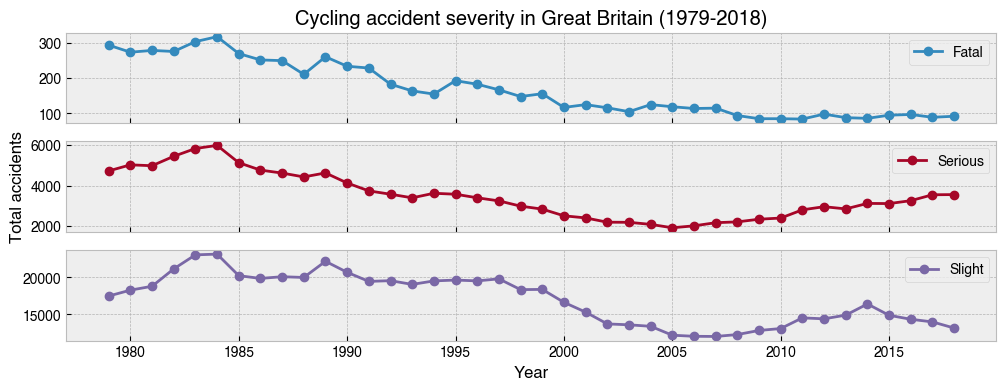 Cycling accident severity in Great Britain (1979-2018)
300
200
100
Fatal
Total accidents
6000
4000
2000
Serious
20000
15000
Slight
1980 1985 1990 1995 2000 2005 2010 2015
Year